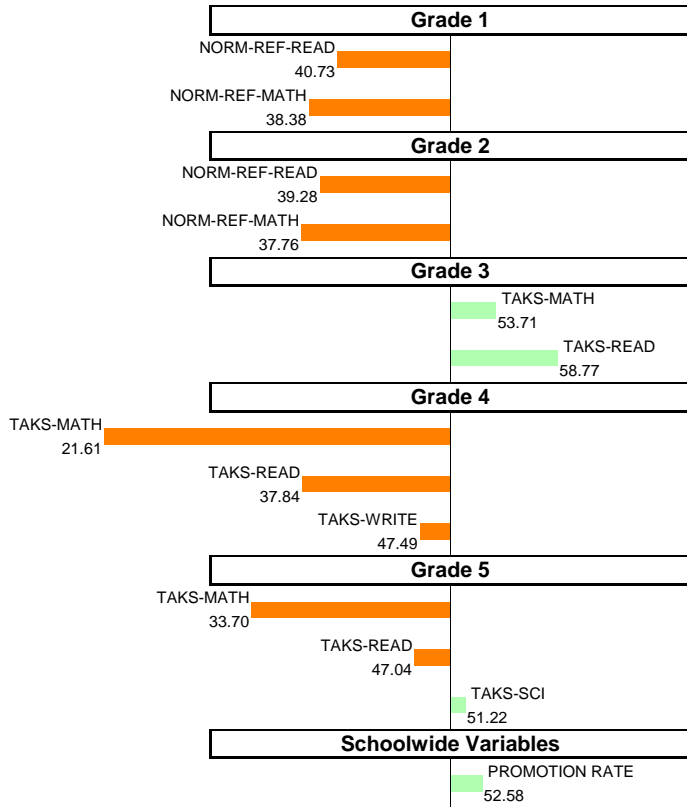 Grade 1
NORM-REF-READ
40.73
NORM-REF-MATH
38.38
Grade 2
NORM-REF-READ
39.28
NORM-REF-MATH
37.76
Grade 3
TAKS-MATH
53.71
TAKS-READ
58.77
Grade 4
TAKS-MATH
21.61
TAKS-READ
37.84
TAKS-WRITE
47.49
Grade 5
TAKS-MATH
33.70
TAKS-READ
47.04
TAKS-SCI
51.22
Schoolwide Variables
PROMOTION RATE
52.58